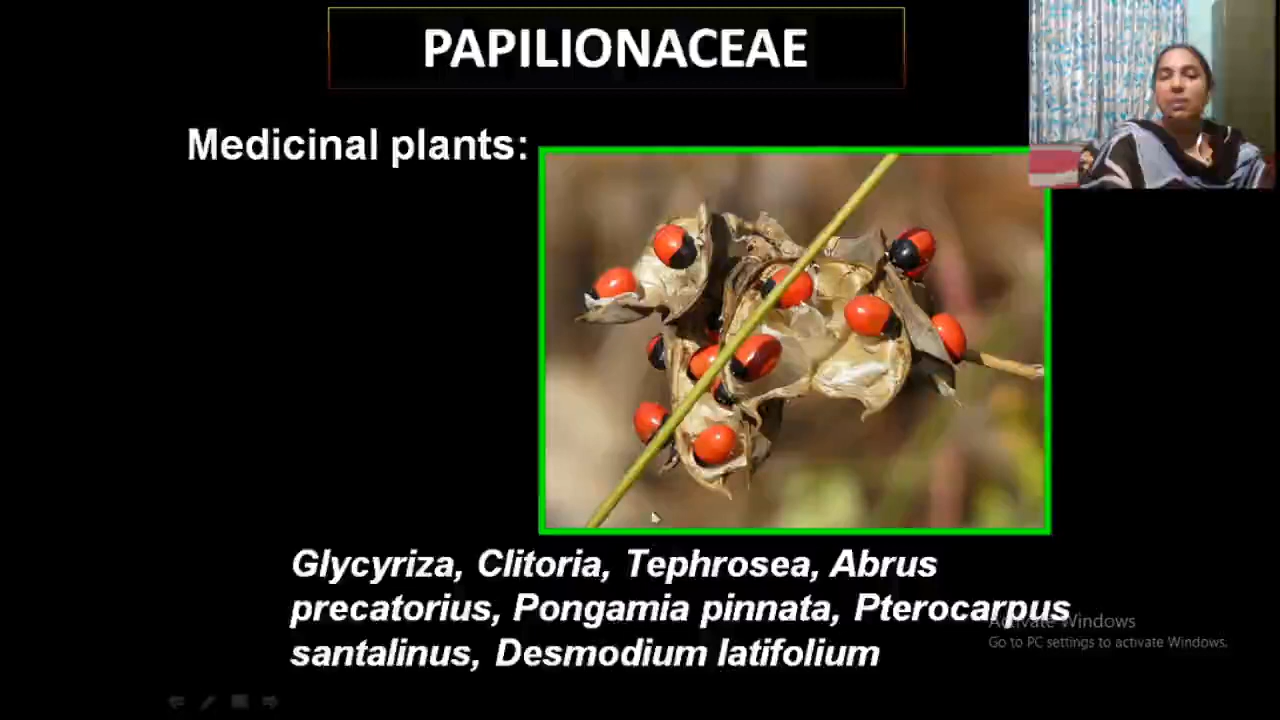 PAPILIONACEAE
Medicinal plants:
Glycyriza, Clitoria, Tephrosea, Abrus
precatorius, Pongamia pinnata, Pterocarpus
santalinus, Desmodium latifolium
Activate Windows
Go to PC settings to activate Windows.